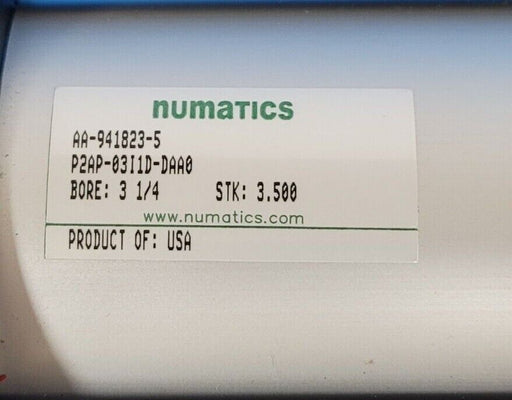 numatics
AA-941823-5
P2AP-03I1D-DAA0
BORE: 3 1/4 STK: 3.500
www.numatics.com
PRODUCT OF: USA